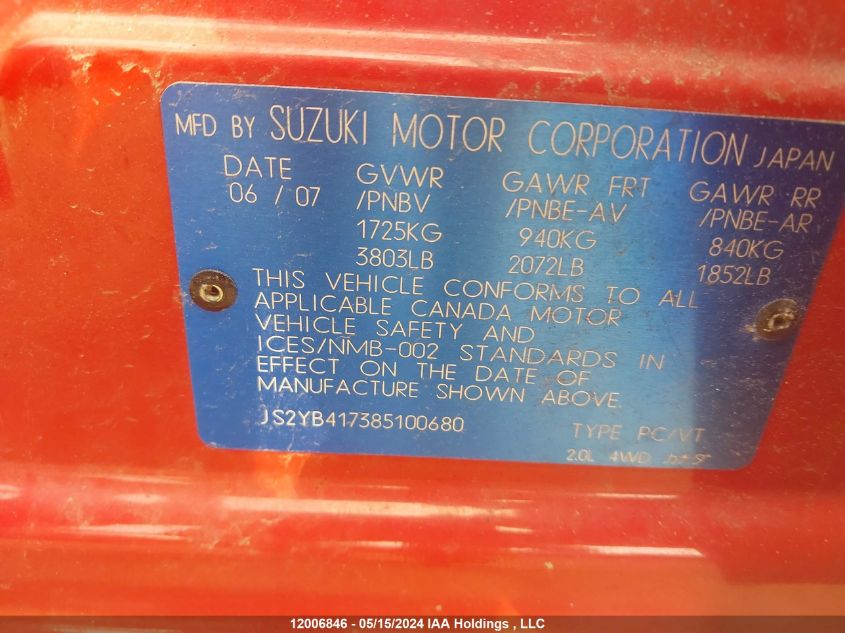 MFD BY SUZUKI MOTOR CORPORATION JAPAN
DATE GVWR GAWR FRT GAWR RR
06 / 07 /PNBV /PNBE-AV /PNBE-AR
1725KG 940KG 840KG
3803LB 2072LB 1852LB
THIS VEHICLE CONFORMS TO ALL
APPLICABLE CANADA MOTOR
VEHICLE SAFETY AND
ICES/NMB-002 STANDARDS IN
EFFECT ON THE DATE OF
MANUFACTURE SHOWN ABOVE
JS2YB417385100680 TYPE PC/VT
2.0L 4WD
12006846 - 05/15/2024 IAA Holdings , LLC